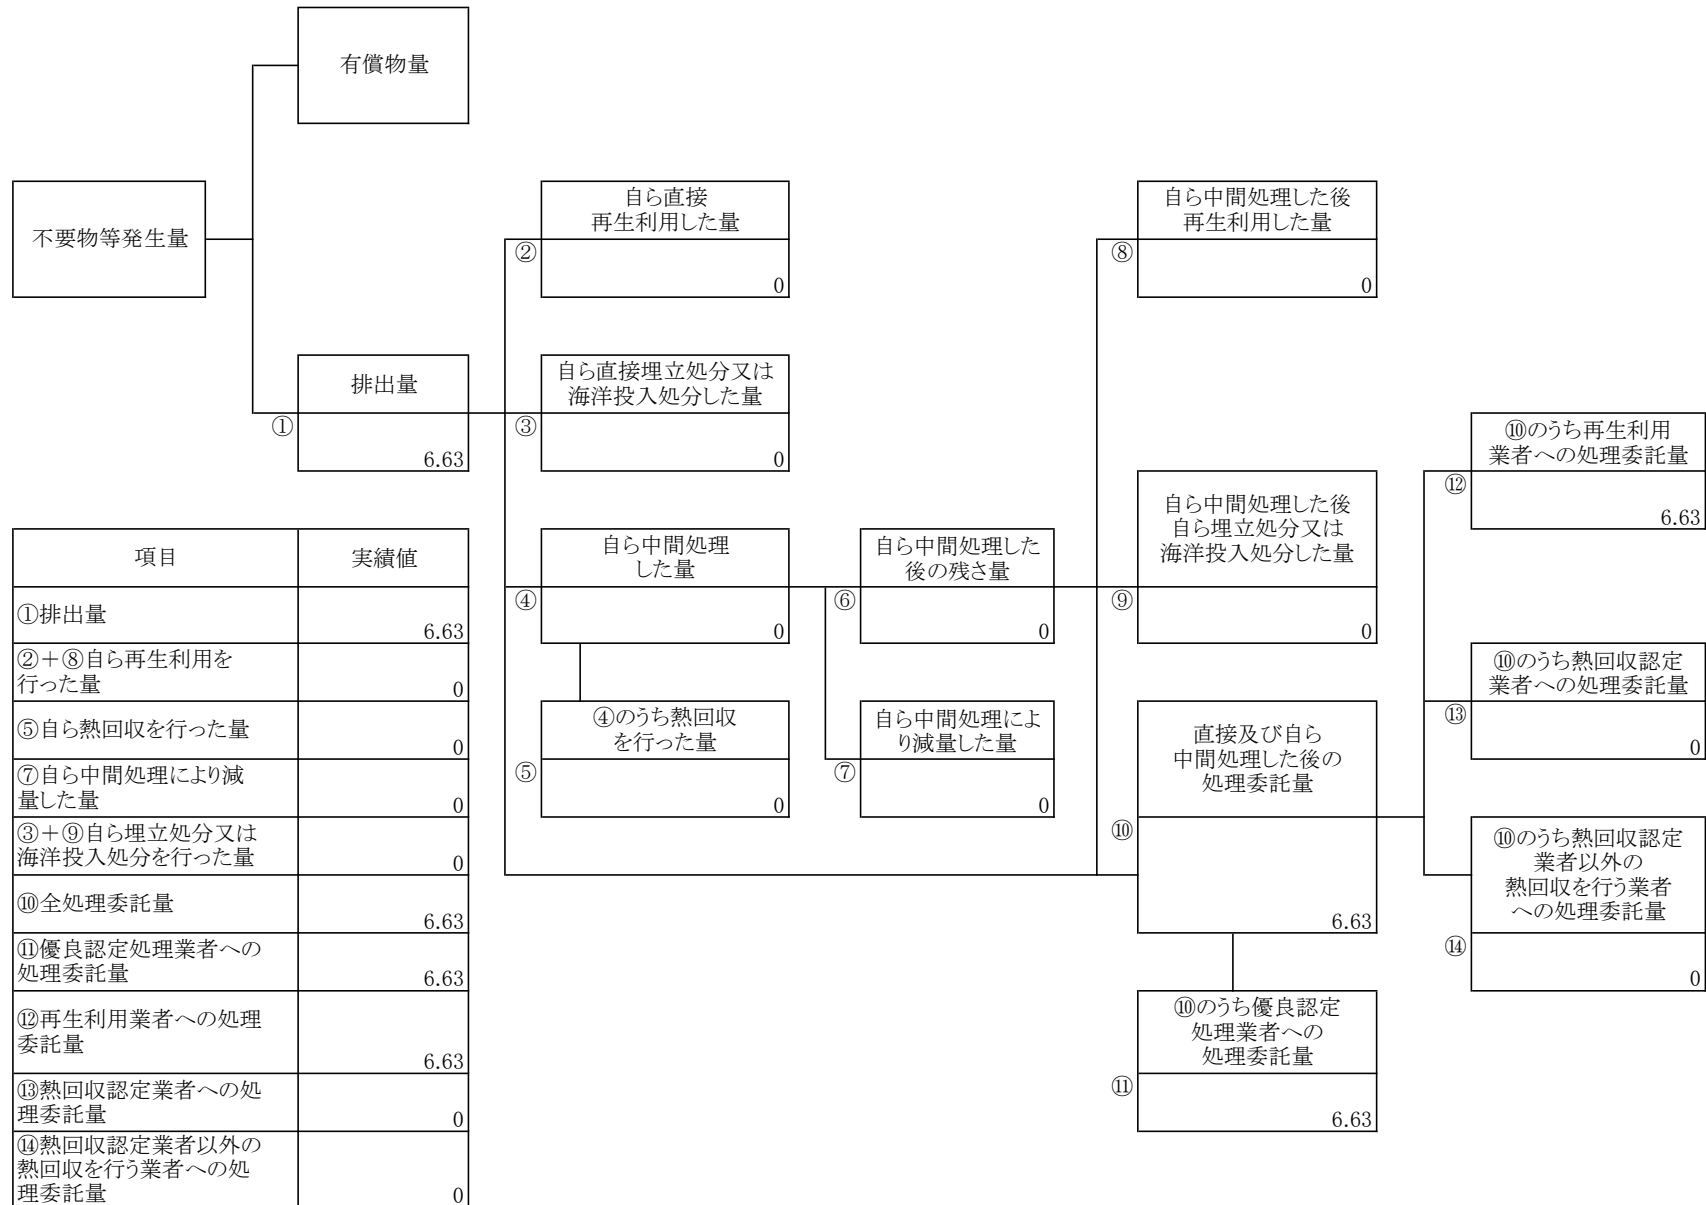 有償物量
不要物等発生量
自ら直接
再生利用した量
②
0
自ら中間処理した後
再生利用した量
⑧
0
排出量
①
6.63
自ら直接埋立処分又は
海洋投入処分した量
③
0
⑩のうち再生利用
業者への処理委託量
⑫
6.63
自ら中間処理
した量
④
0
自ら中間処理した
後の残さ量
⑥
0
自ら中間処理した後
自ら埋立処分又は
海洋投入処分した量
⑨
0
⑩のうち熱回収認定
業者への処理委託量
⑬
0
④のうち熱回収
を行った量
⑤
0
自ら中間処理によ
り減量した量
⑦
0
直接及び自ら
中間処理した後の
処理委託量
⑩
6.63
⑩のうち熱回収認定
業者以外の
熱回収を行う業者
への処理委託量
⑭
0
⑩のうち優良認定
処理業者への
処理委託量
⑪
6.63
項目
実績値
①排出量
6.63
②＋⑧自ら再生利用を
行った量
0
⑤自ら熱回収を行った量
0
⑦自ら中間処理により減
量した量
0
③＋⑨自ら埋立処分又は
海洋投入処分を行った量
0
⑩全処理委託量
6.63
⑪優良認定処理業者への
処理委託量
6.63
⑫再生利用業者への処理
委託量
6.63
⑬熱回収認定業者への処
理委託量
0
⑭熱回収認定業者以外の
熱回収を行う業者への処
理委託量
0